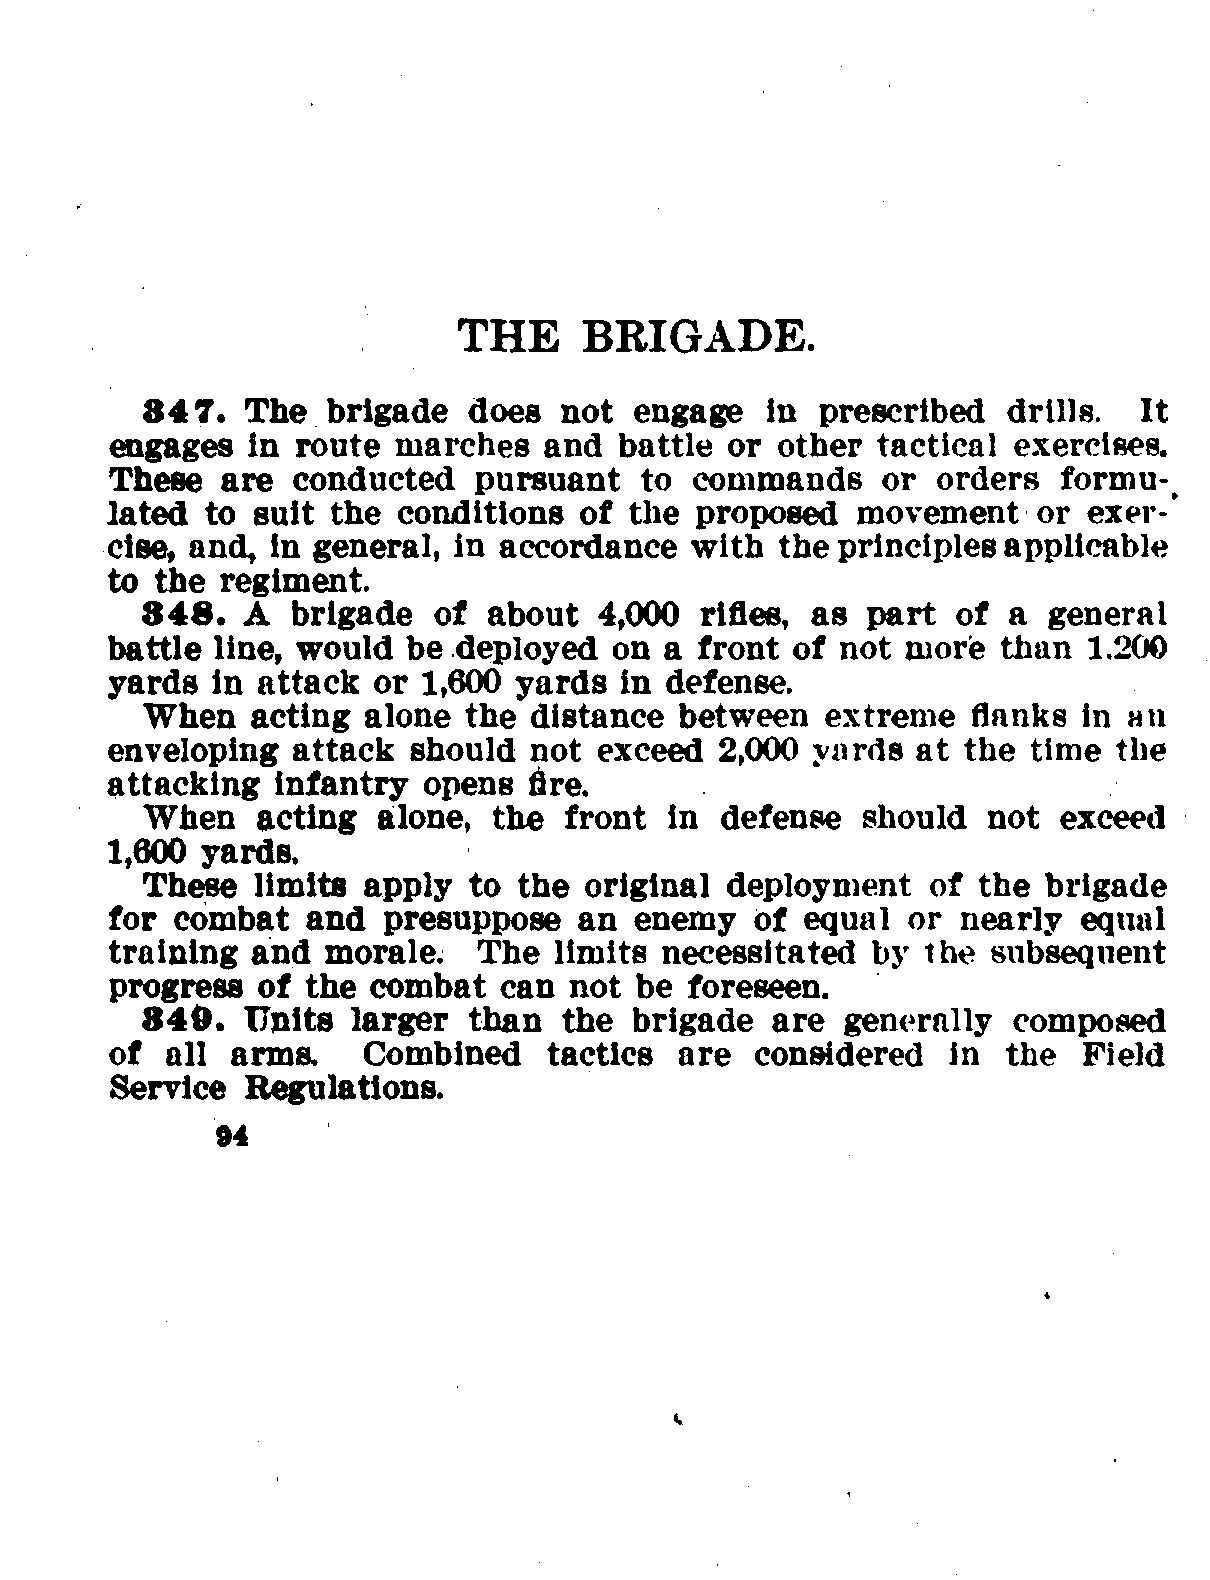 THE BRIGADE.
347. The brigade does not engage in prescribed drills. It
engages in route marches and battle or other tactical exercises.
These are conducted pursuant to commands or orders formu-
lated to suit the conditions of the proposed movement or exer-
cise, and, in general, in accordance with the principles applicable
to the regiment.
348. A brigade of about 4,000 rifles, as part of a general
battle line, would be deployed on a front of not more than 1,200
yards in attack or 1,600 yards in defense.
When acting alone the distance between extreme flanks in an
enveloping attack should not exceed 2,000 yards at the time the
attacking infantry opens fire.
When acting alone, the front in defense should not exceed
1,600 yards.
These limits apply to the original deployment of the brigade
for combat and presuppose an enemy of equal or nearly equal
training and morale. The limits necessitated by the subsequent
progress of the combat can not be foreseen.
349. Units larger than the brigade are generally composed
of all arms. Combined tactics are considered in the Field
Service Regulations.
94